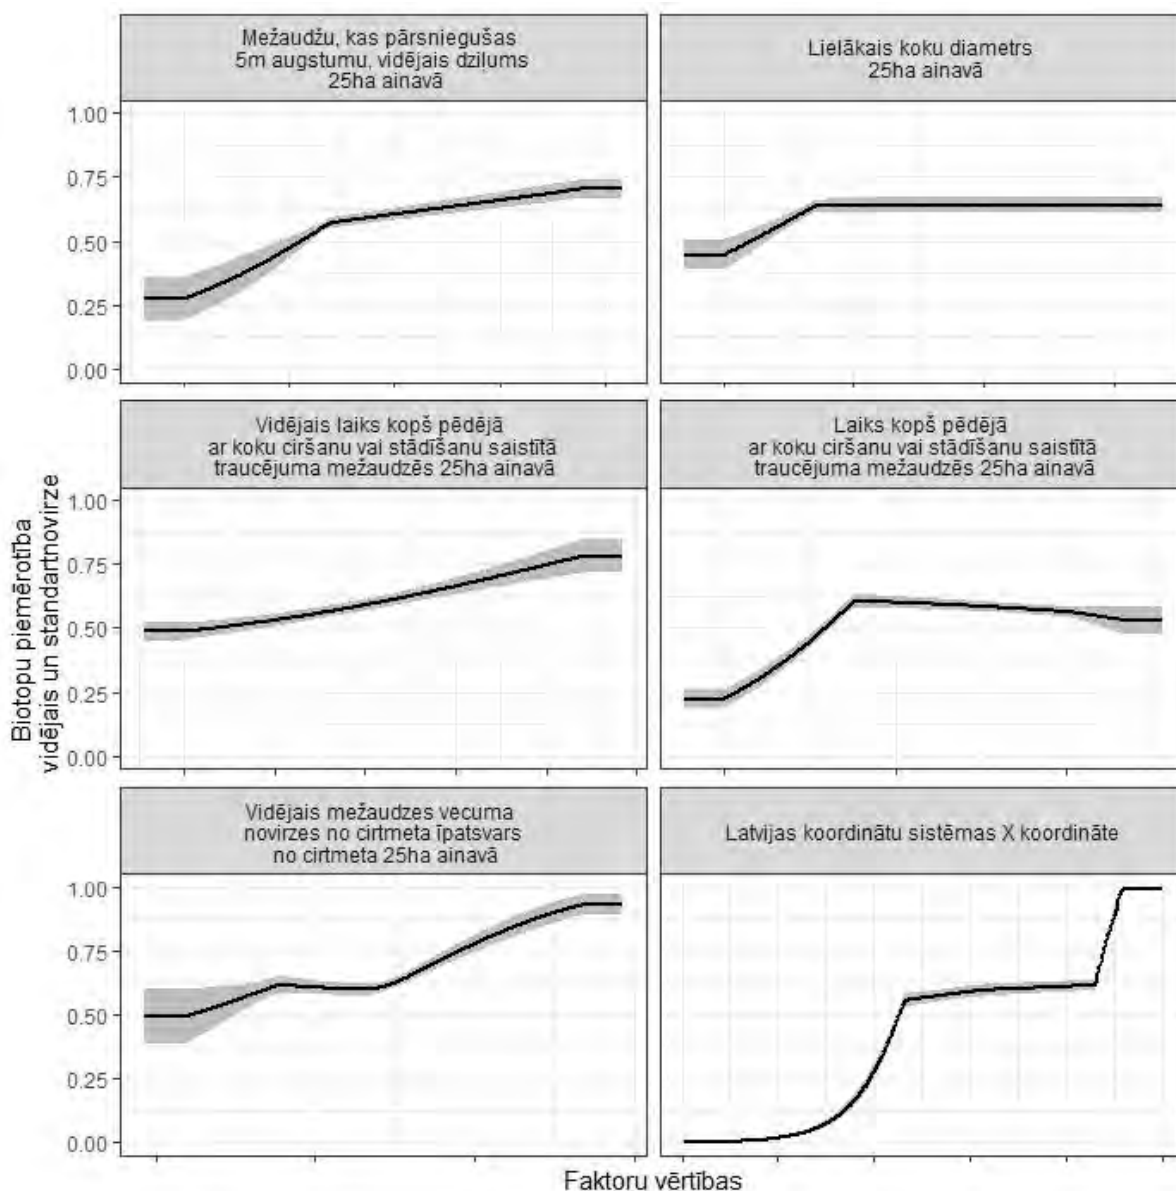 Mežaudžu, kas pārsniegušas
5m augstumu, vidējais dziļums
25ha ainavā
Lielākais koku diametrs
25ha ainavā
1.00
0.75
0.50
0.25
0.00
Vidējais laiks kopš pēdējā
ar koku ciršanu vai stādīšanu saistītā
traucējuma mežaudzēs 25ha ainavā
Laiks kopš pēdējā
ar koku ciršanu vai stādīšanu saistītā
traucējuma mežaudzēs 25ha ainavā
Biotopu piemērotība
vidējais un standartnovirze
1.00
0.75
0.50
0.25
0.00
Vidējais mežaudzes vecuma
novirzes no cirtmeta īpatsvars
no cirtmeta 25ha ainavā
Latvijas koordinātu sistēmas X koordināte
1.00
0.75
0.50
0.25
0.00
Faktoru vērtības